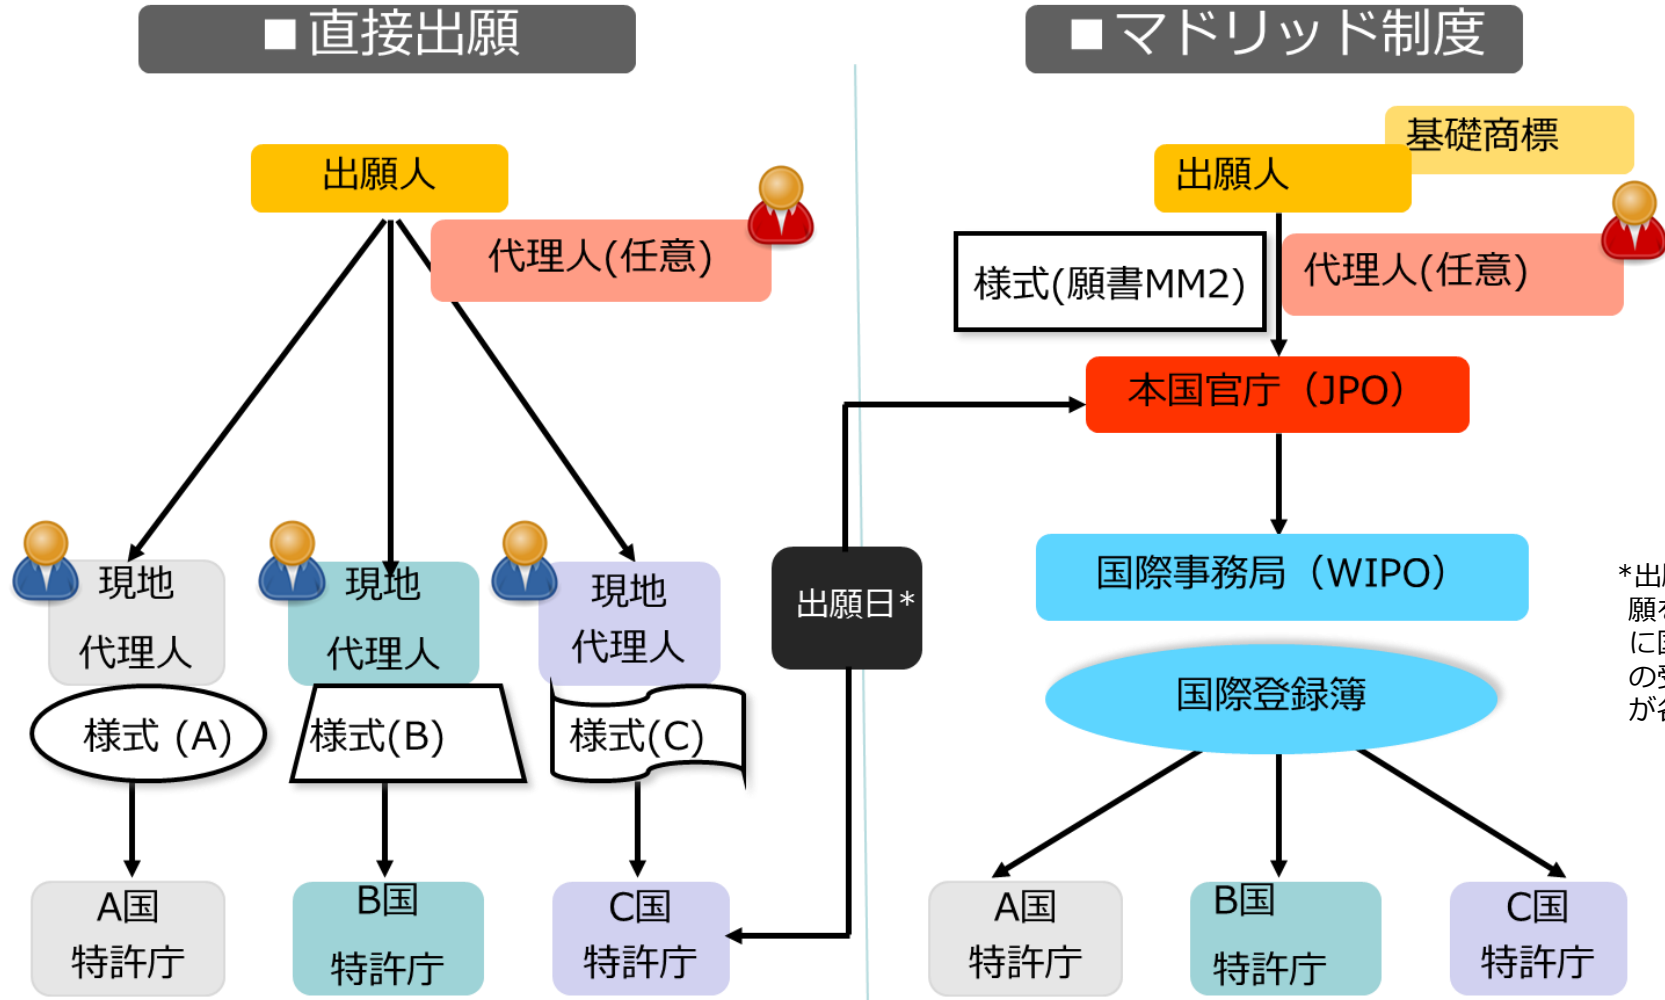 ■ 直接出願
出願人
代理人(任意)
現地
代理人
現地
代理人
現地
代理人
様式 (A)
様式(B)
様式(C)
A国
特許庁
B国
特許庁
C国
特許庁
出願日*
■ マドリッド制度
基礎商標
出願人
様式(願書MM2)
代理人(任意)
本国官庁（JPO）
国際事務局（WIPO）
国際登録簿
A国
特許庁
B国
特許庁
C国
特許庁
*出
願
に
の
が